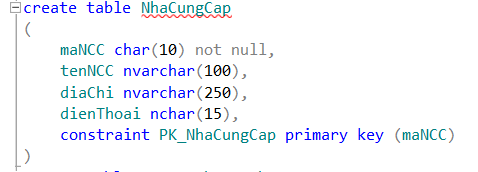 create table NhaCungCap
(
maNCC char(10) not null,
tenNCC nvarchar(100),
diaChi nvarchar(250),
dienThoai nchar(15),
constraint PK_NhaCungCap primary key (maNCC)
)